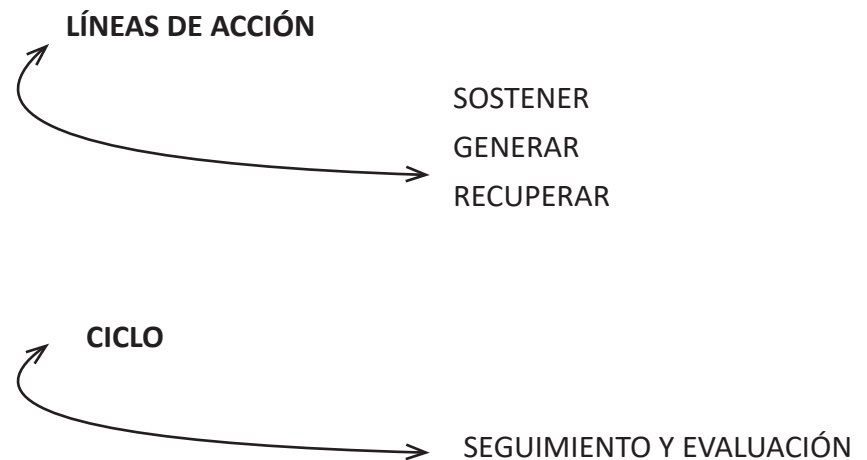 LÍNEAS DE ACCIÓN
SOSTENER
GENERAR
RECUPERAR
CICLO
SEGUIMIENTO Y EVALUACIÓN